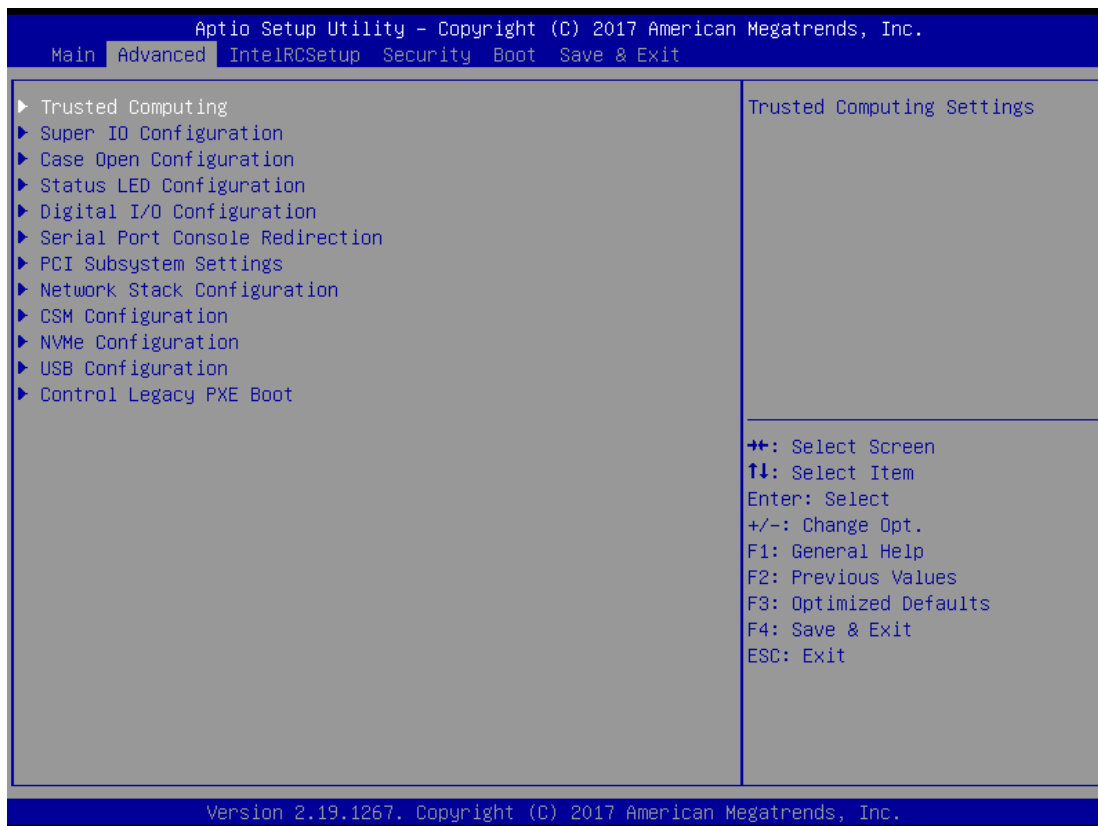 Aptio Setup Utility – Copyright (C) 2017 American Megatrends, Inc.
Main Advanced IntelRCSetup Security Boot Save & Exit
▶ Trusted Computing
▶ Super IO Configuration
▶ Case Open Configuration
▶ Status LED Configuration
▶ Digital I/O Configuration
▶ Serial Port Console Redirection
▶ PCI Subsystem Settings
▶ Network Stack Configuration
▶ CSM Configuration
▶ NVMe Configuration
▶ USB Configuration
▶ Control Legacy PXE Boot
Trusted Computing Settings
→←: Select Screen
↑↓: Select Item
Enter: Select
+/-: Change Opt.
F1: General Help
F2: Previous Values
F3: Optimized Defaults
F4: Save & Exit
ESC: Exit
Version 2.19.1267. Copyright (C) 2017 American Megatrends, Inc.